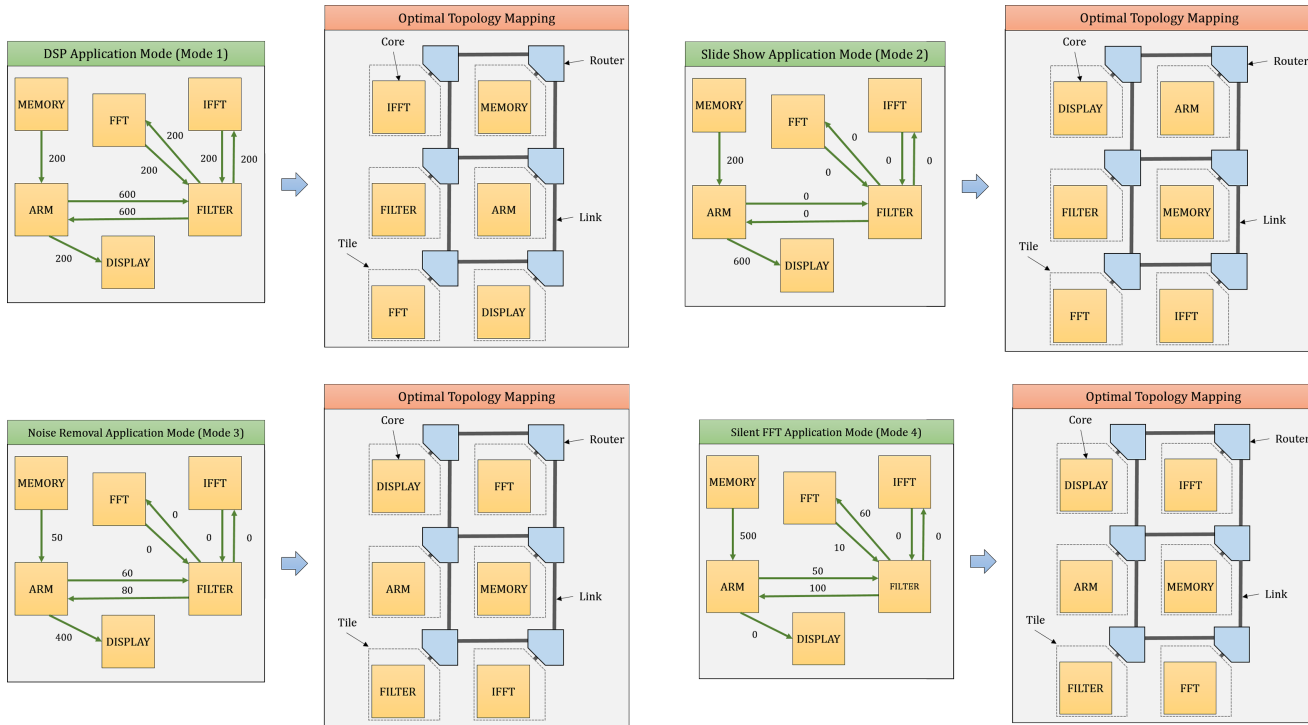 DSP Application Mode (Mode 1)
MEMORY
FFT
IFFT
200
200
200
200
200
ARM
600
600
FILTER
200
DISPLAY
Optimal Topology Mapping
Core
Router
IFFT
MEMORY
FILTER
ARM
Link
Tile
FFT
DISPLAY
Slide Show Application Mode (Mode 2)
MEMORY
FFT
IFFT
200
0
0
0
0
ARM
0
0
FILTER
600
DISPLAY
Optimal Topology Mapping
Core
Router
DISPLAY
ARM
FILTER
MEMORY
Link
Tile
FFT
IFFT
Noise Removal Application Mode (Mode 3)
MEMORY
FFT
IFFT
50
0
0
0
0
ARM
60
80
FILTER
400
DISPLAY
Optimal Topology Mapping
Core
Router
DISPLAY
FFT
ARM
MEMORY
Link
Tile
FILTER
IFFT
Silent FFT Application Mode (Mode 4)
MEMORY
FFT
IFFT
500
60
10
0
0
ARM
50
100
FILTER
0
DISPLAY
Optimal Topology Mapping
Core
Router
DISPLAY
IFFT
ARM
MEMORY
Link
Tile
FILTER
FFT